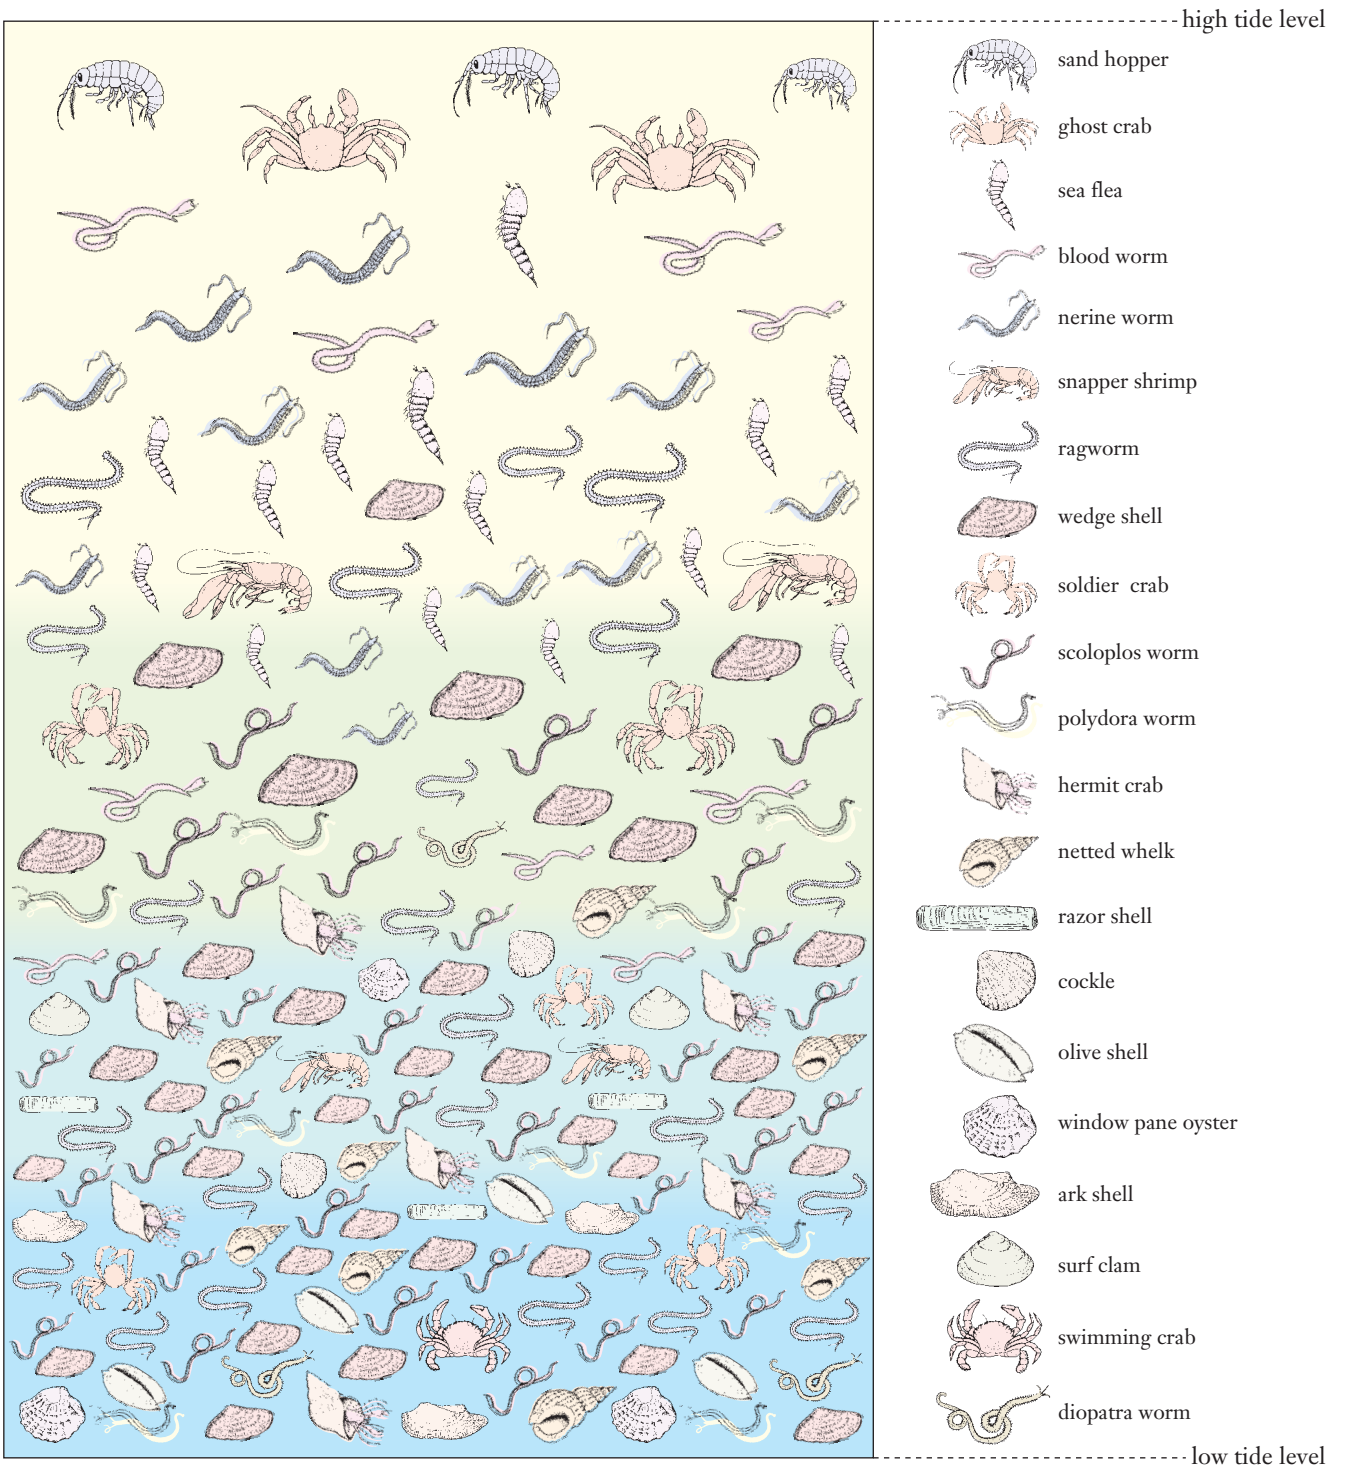 high tide level
sand hopper
ghost crab
sea flea
blood worm
nerine worm
snapper shrimp
ragworm
wedge shell
soldier crab
scoloplos worm
polydora worm
hermit crab
netted whelk
razor shell
cockle
olive shell
window pane oyster
ark shell
surf clam
swimming crab
diopatra worm
low tide level